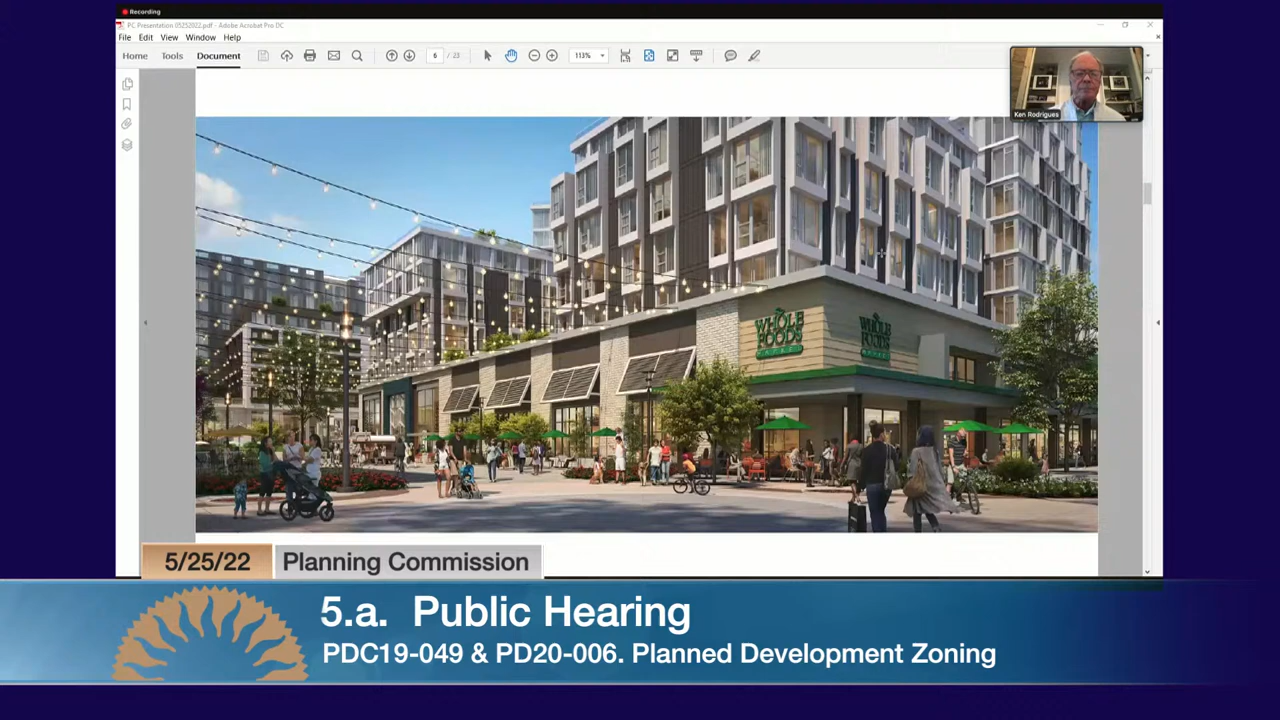 Recording
PC Presentation 05252022.pdf - Adobe Acrobat Pro DC
File Edit View Window Help
Home Tools Document
6 / 23
113%
Ken Rodrigues
WHOLE
FOODS
MARKET
WHOLE
FOODS
MARKET
5/25/22 Planning Commission
5.a. Public Hearing
PDC19-049 & PD20-006. Planned Development Zoning